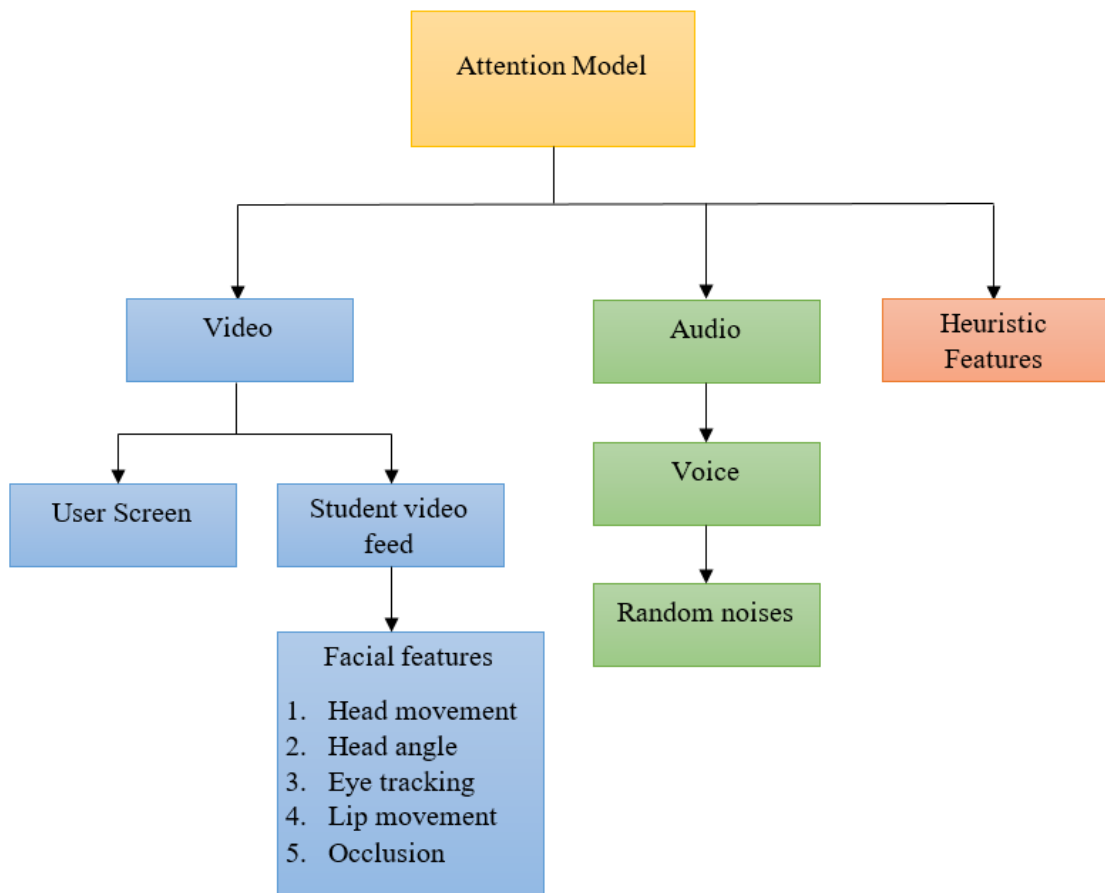 Attention Model
Video
Audio
Heuristic
Features
User Screen
Student video
feed
Voice
Random noises
Facial features
1. Head movement
2. Head angle
3. Eye tracking
4. Lip movement
5. Occlusion